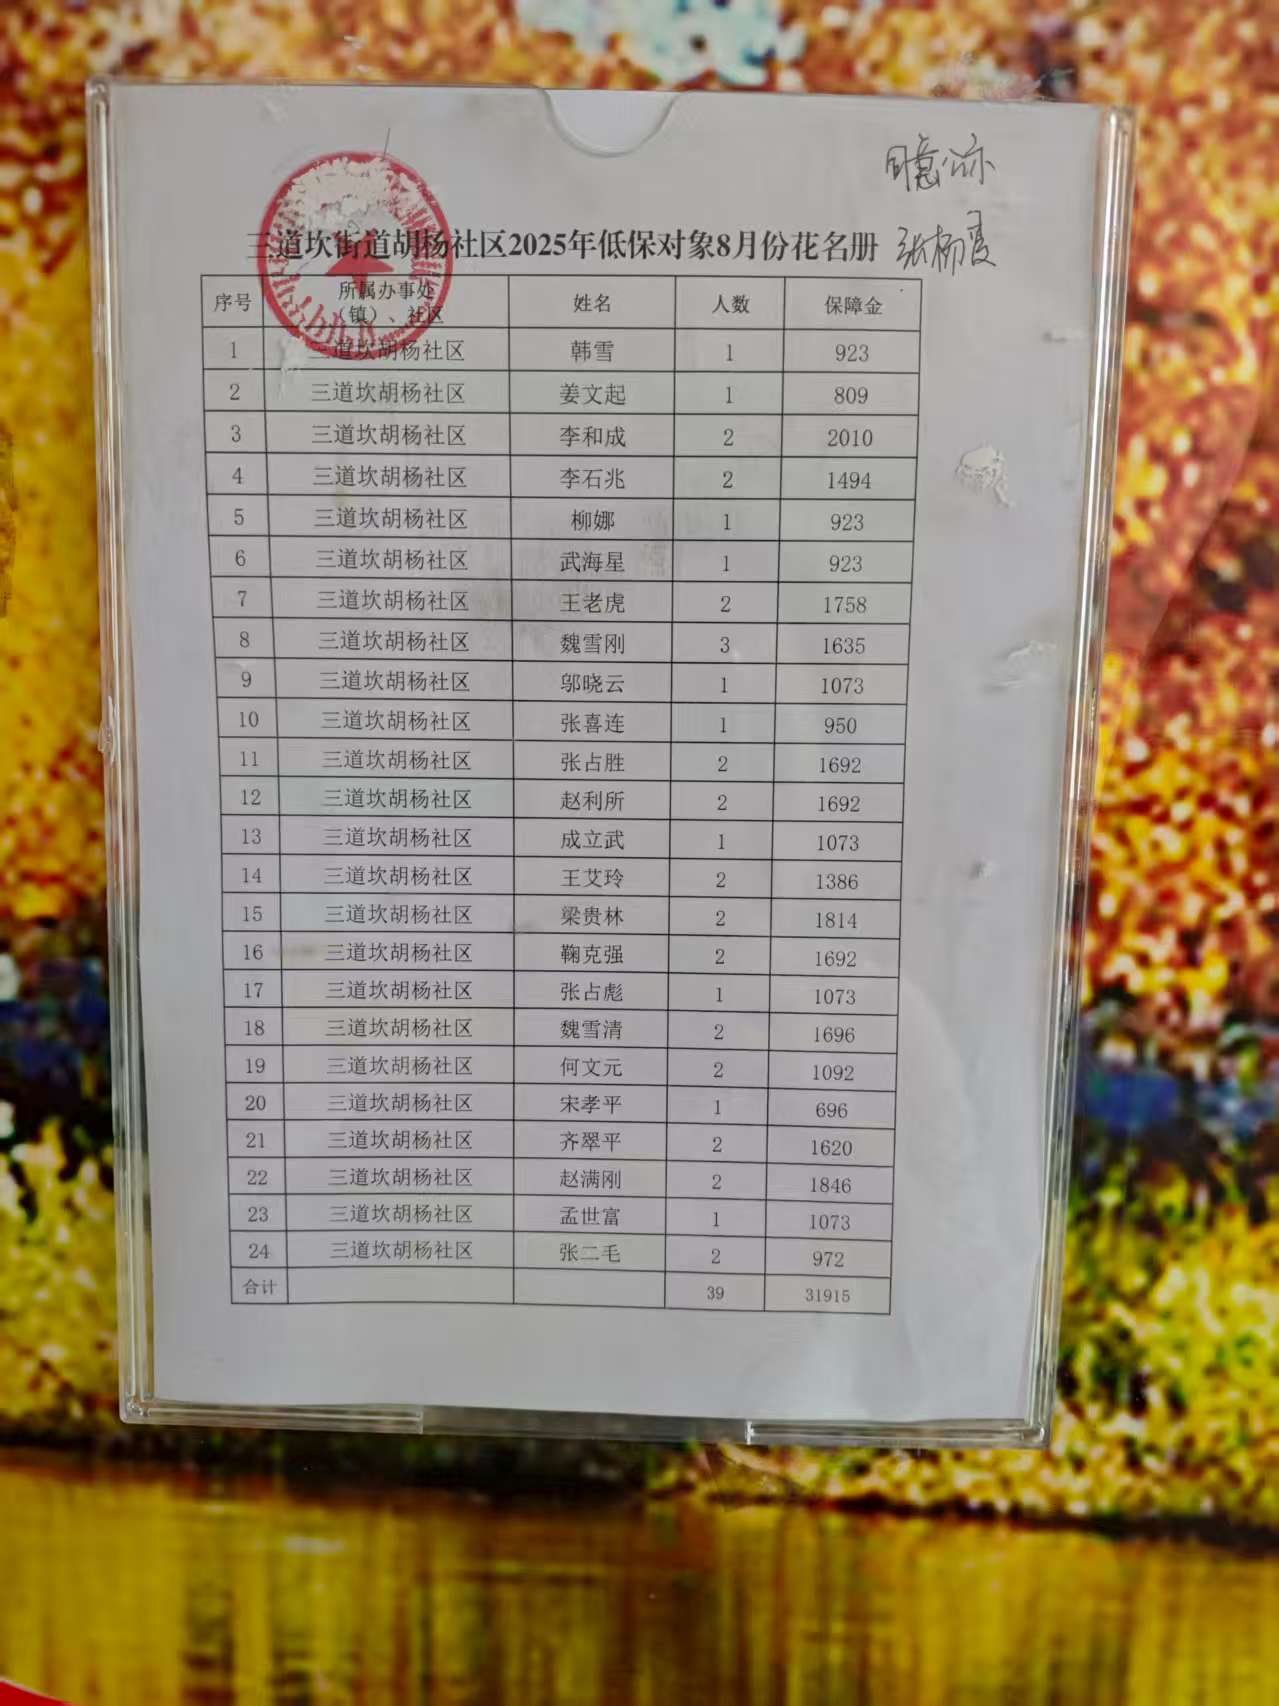 同意公示
三道坎街道胡杨社区2025年低保对象8月份花名册 张杨霞
序号 所属办事处（镇）、社区 姓名 人数 保障金
1 三道坎胡杨社区 韩雪 1 923
2 三道坎胡杨社区 姜文起 1 809
3 三道坎胡杨社区 李和成 2 2010
4 三道坎胡杨社区 李石兆 2 1494
5 三道坎胡杨社区 柳娜 1 923
6 三道坎胡杨社区 武海星 1 923
7 三道坎胡杨社区 王老虎 2 1758
8 三道坎胡杨社区 魏雪刚 3 1635
9 三道坎胡杨社区 邬晓云 1 1073
10 三道坎胡杨社区 张喜连 1 950
11 三道坎胡杨社区 张占胜 2 1692
12 三道坎胡杨社区 赵利所 2 1692
13 三道坎胡杨社区 成立武 1 1073
14 三道坎胡杨社区 王艾玲 2 1386
15 三道坎胡杨社区 梁贵林 2 1814
16 三道坎胡杨社区 鞠克强 2 1692
17 三道坎胡杨社区 张占彪 1 1073
18 三道坎胡杨社区 魏雪清 2 1696
19 三道坎胡杨社区 何文元 2 1092
20 三道坎胡杨社区 宋孝平 1 696
21 三道坎胡杨社区 齐翠平 2 1620
22 三道坎胡杨社区 赵满刚 2 1846
23 三道坎胡杨社区 孟世富 1 1073
24 三道坎胡杨社区 张二毛 2 972
合计 39 31915